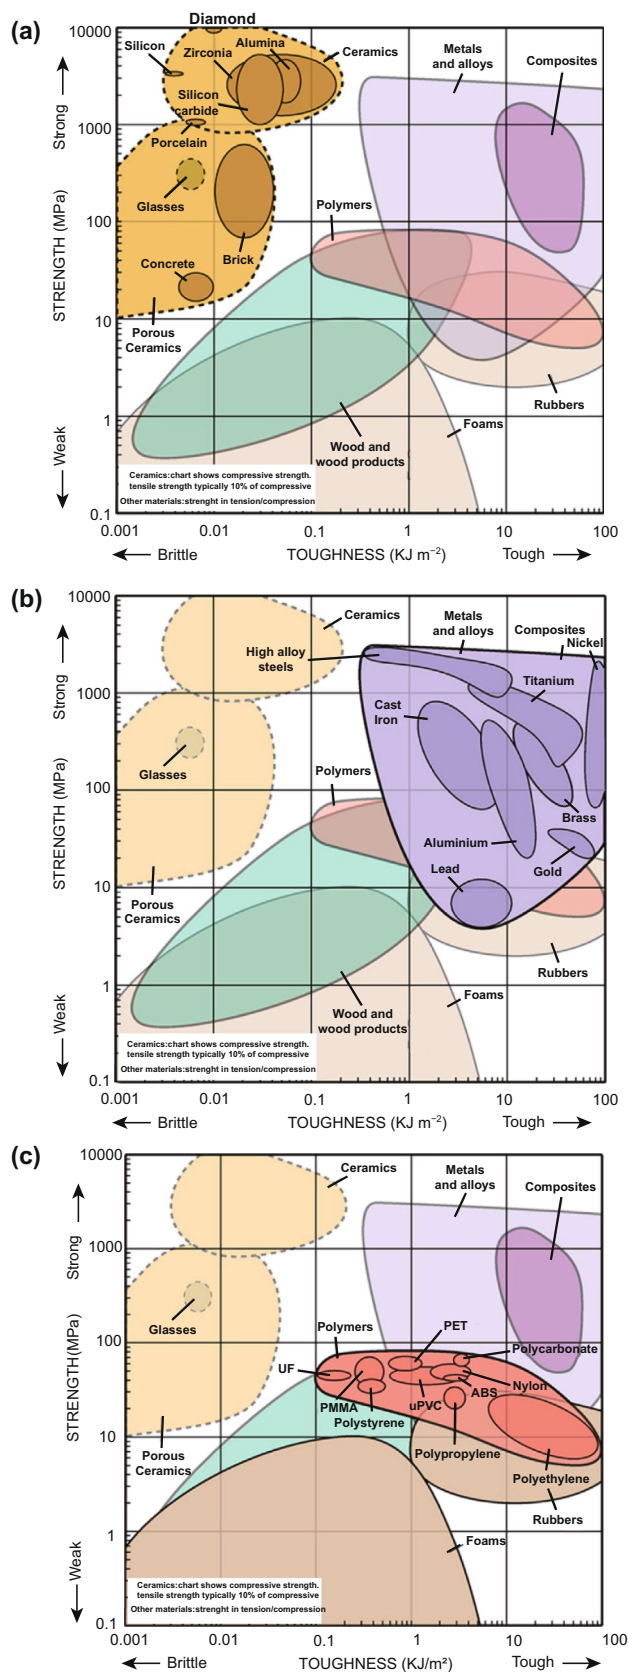 (a)
Diamond
10000
Silicon
Zirconia
Alumina
Ceramics
Metals
and alloys
Composites
Strong
Silicon
carbide
1000
Porcelain
STRENGTH (MPa)
Glasses
Polymers
100
Concrete
Brick
Porous
Ceramics
10
Rubbers
1
Foams
Wood and
wood products
Weak
Ceramics:chart shows compressive strength.
tensile strength typically 10% of compressive
Other materials:strenght in tension/compression
0.1
0.001 0.01 0.1 1 10 100
Brittle TOUGHNESS (KJ m⁻²) Tough
(b)
10000
Ceramics
Metals
and alloys
Composites
Nickel
High alloy
steels
Strong
Titanium
1000
Cast
Iron
STRENGTH (MPa)
Glasses
Polymers
100
Brass
Aluminium
Gold
Lead
10
Porous
Ceramics
Rubbers
1
Foams
Wood and
wood products
Weak
Ceramics:chart shows compressive strength.
tensile strength typically 10% of compressive
Other materials:strenght in tension/compression
0.1
0.001 0.01 0.1 1 10 100
Brittle TOUGHNESS (KJ m⁻²) Tough
(c)
10000
Ceramics
Metals
and alloys
Composites
Strong
1000
STRENGTH(MPa)
Glasses
Polymers
PET
Polycarbonate
100
UF
Nylon
ABS
PMMA
uPVC
Polystyrene
10
Porous
Ceramics
Polypropylene
Polyethylene
Rubbers
1
Foams
Weak
Ceramics:chart shows compressive strength.
tensile strength typically 10% of compressive
Other materials:strenght in tension/compression
0.1
0.001 0.01 0.1 1 10 100
Brittle TOUGHNESS (KJ/m²) Tough